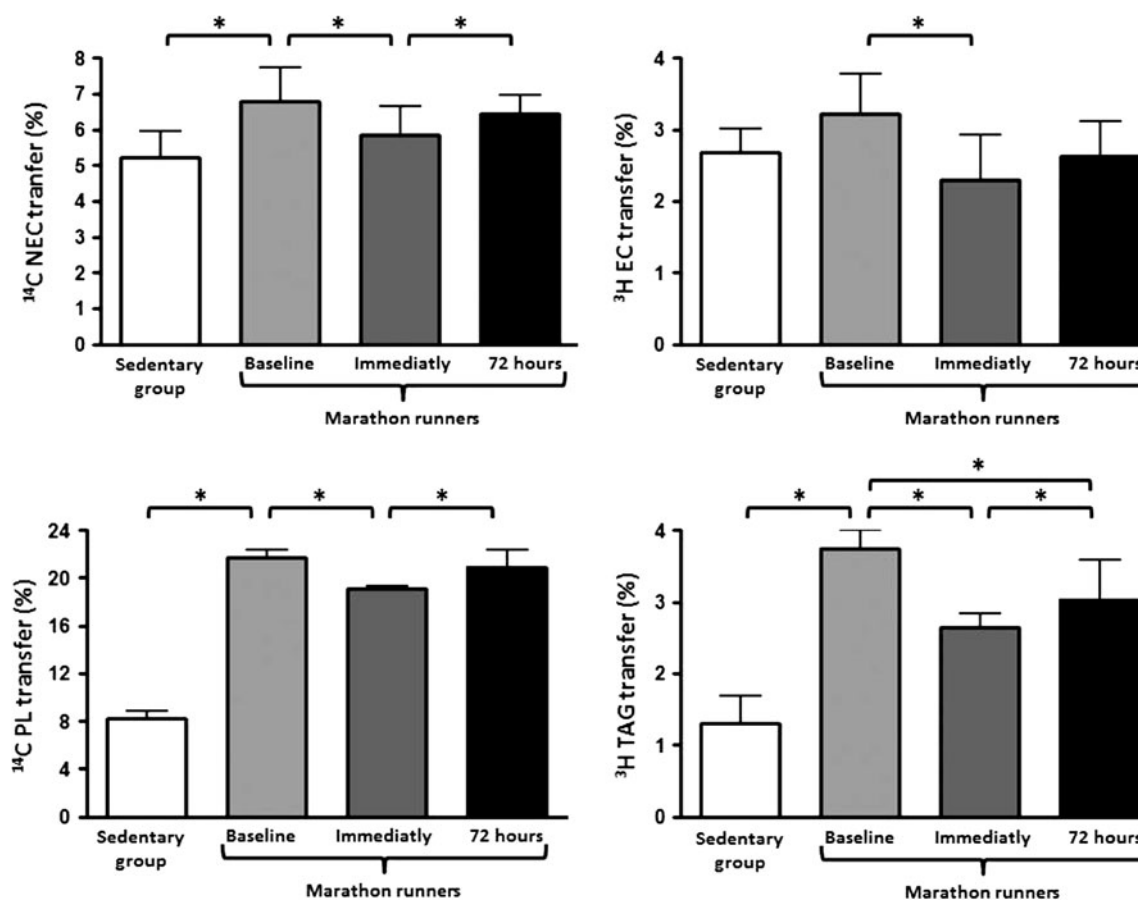 * * *
8
7
6
5
4
3
2
1
0
¹⁴C NEC tranfer (%)
Sedentary group
Baseline Immediatly 72 hours
Marathon runners
*
4
3
2
1
0
³H EC transfer (%)
Sedentary group
Baseline Immediatly 72 hours
Marathon runners
* * *
24
20
16
12
8
4
0
¹⁴C PL transfer (%)
Sedentary group
Baseline Immediatly 72 hours
Marathon runners
*
* * *
4
3
2
1
0
³H TAG transfer (%)
Sedentary group
Baseline Immediatly 72 hours
Marathon runners